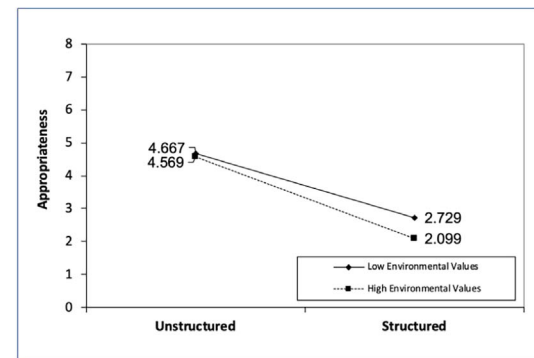 8
7
6
5
4
3
2
1
0
Appropriateness
4.667
4.569
2.729
2.099
Low Environmental Values
High Environmental Values
Unstructured
Structured